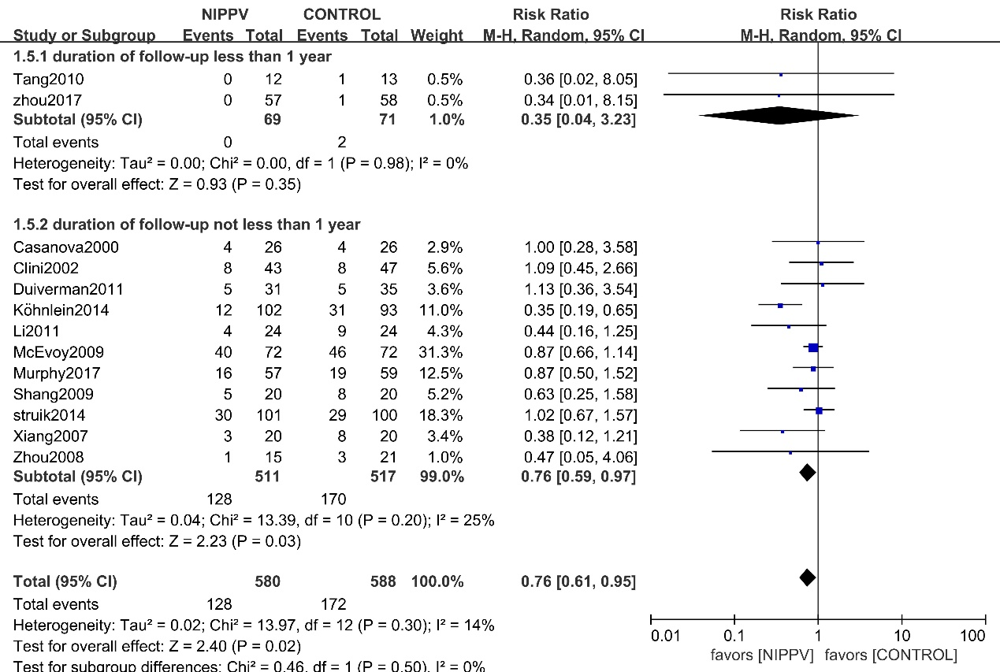 NIPPV CONTROL Risk Ratio Risk Ratio
Study or Subgroup Events Total Events Total Weight M-H, Random, 95% CI M-H, Random, 95% CI
1.5.1 duration of follow-up less than 1 year
Tang2010 0 12 1 13 0.5% 0.36 [0.02, 8.05]
zhou2017 0 57 1 58 0.5% 0.34 [0.01, 8.15]
Subtotal (95% CI) 69 71 1.0% 0.35 [0.04, 3.23]
Total events 0 2
Heterogeneity: Tau² = 0.00; Chi² = 0.00, df = 1 (P = 0.98); I² = 0%
Test for overall effect: Z = 0.93 (P = 0.35)
1.5.2 duration of follow-up not less than 1 year
Casanova2000 4 26 4 26 2.9% 1.00 [0.28, 3.58]
Clini2002 8 43 8 47 5.6% 1.09 [0.45, 2.66]
Duiverman2011 5 31 5 35 3.6% 1.13 [0.36, 3.54]
Köhnlein2014 12 102 31 93 11.0% 0.35 [0.19, 0.65]
Li2011 4 24 9 24 4.3% 0.44 [0.16, 1.25]
McEvoy2009 40 72 46 72 31.3% 0.87 [0.66, 1.14]
Murphy2017 16 57 19 59 12.5% 0.87 [0.50, 1.52]
Shang2009 5 20 8 20 5.2% 0.63 [0.25, 1.58]
struik2014 30 101 29 100 18.3% 1.02 [0.67, 1.57]
Xiang2007 3 20 8 20 3.4% 0.38 [0.12, 1.21]
Zhou2008 1 15 3 21 1.0% 0.47 [0.05, 4.06]
Subtotal (95% CI) 511 517 99.0% 0.76 [0.59, 0.97]
Total events 128 170
Heterogeneity: Tau² = 0.04; Chi² = 13.39, df = 10 (P = 0.20); I² = 25%
Test for overall effect: Z = 2.23 (P = 0.03)
Total (95% CI) 580 588 100.0% 0.76 [0.61, 0.95]
Total events 128 172
Heterogeneity: Tau² = 0.02; Chi² = 13.97, df = 12 (P = 0.30); I² = 14%
Test for overall effect: Z = 2.40 (P = 0.02)
Test for subgroup differences: Chi² = 0.46, df = 1 (P = 0.50), I² = 0%
0.01 0.1 1 10 100
favors [NIPPV] favors [CONTROL]